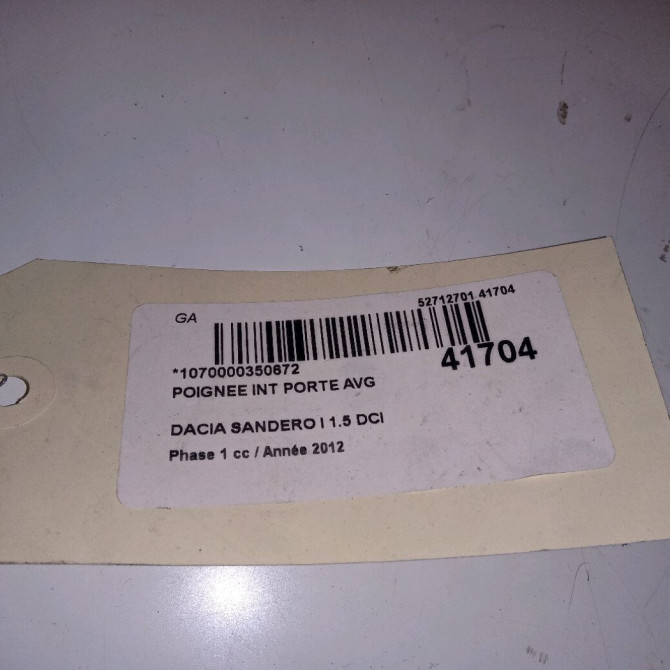 GA
52712701 41704
*1070000350672
41704
POIGNEE INT PORTE AVG
DACIA SANDERO I 1.5 DCI
Phase 1 cc / Année 2012